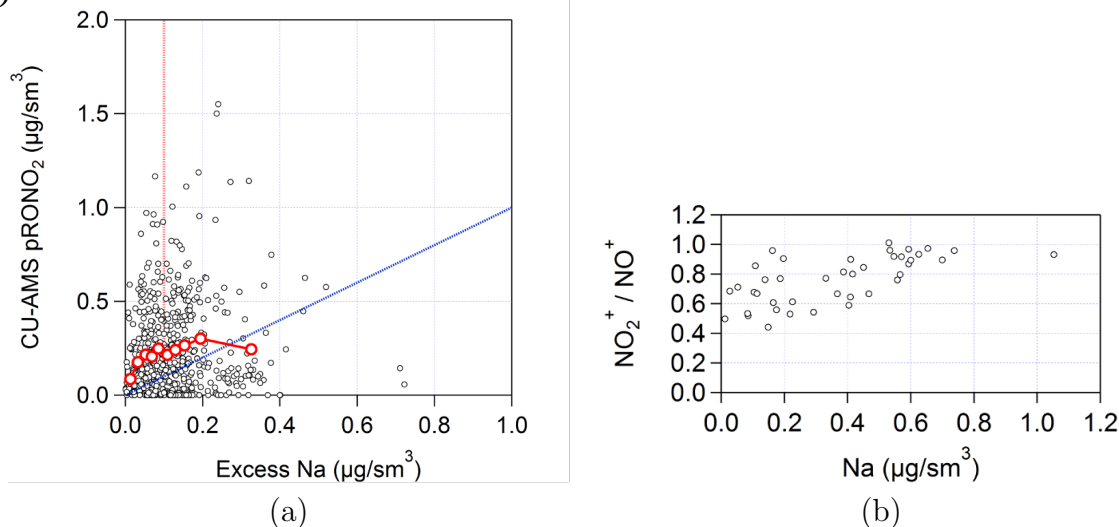 2.0
1.5
1.0
0.5
0.0
CU-AMS pRONO₂ (µg/sm³)
0.0 0.2 0.4 0.6 0.8 1.0
Excess Na (µg/sm³)
(a)
1.2
1.0
0.8
0.6
0.4
0.2
0.0
NO₂⁺ / NO⁺
0.0 0.2 0.4 0.6 0.8 1.0 1.2
Na (µg/sm³)
(b)